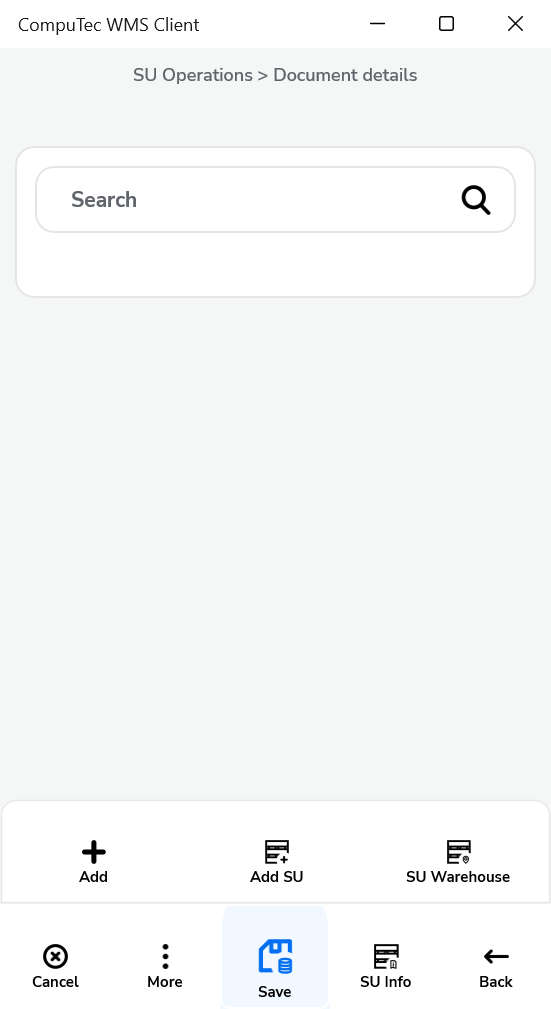 CompuTec WMS Client
SU Operations > Document details
Search
Add
Add SU
SU Warehouse
Cancel
More
Save
SU Info
Back